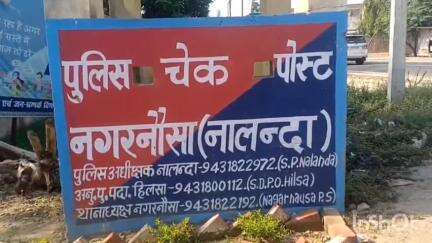 पुलिस चेक पोस्ट
नगरनौसा (नालन्दा)
पुलिस अधीक्षक नालन्दा-9431822972.(S.P.Nalanda)
अनु.पु.पदा. हिलसा -9431800112.(S.D.P.O.Hilsa)
थानाध्यक्ष नगरनौसा-9431822192.(Nagarnausa P.S)